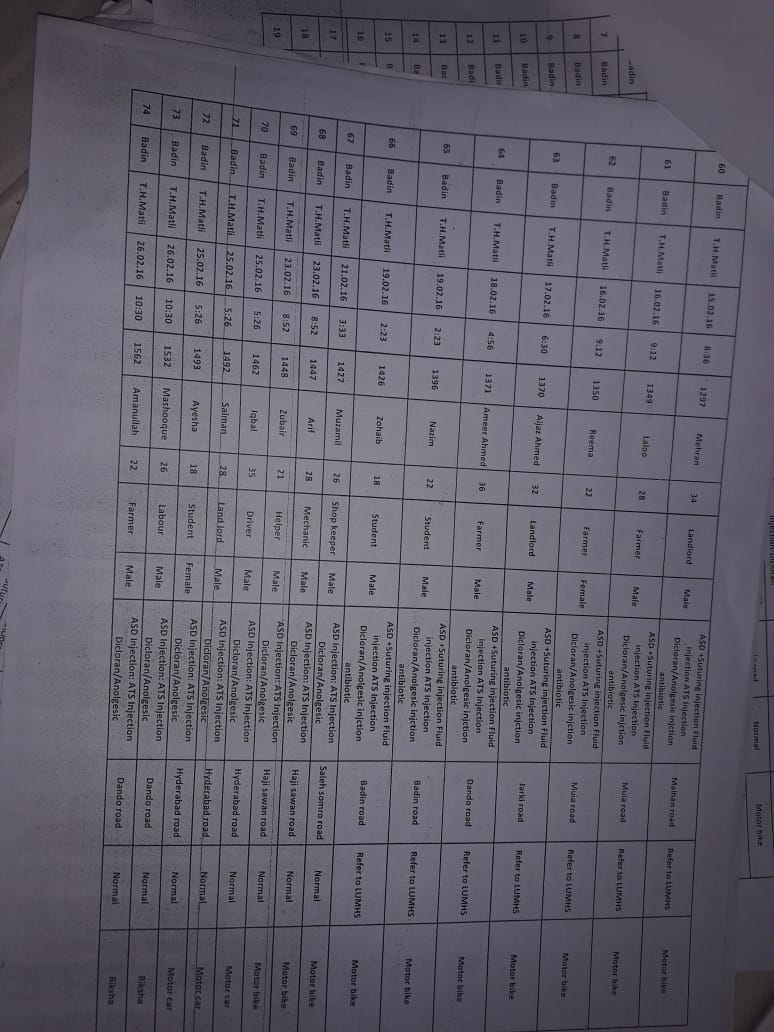 Normal Motor bike
60 Badin T.H.Matli 15.02.16 8:36 1297 Mehran 34 Landlord Male ASD +Suturing injection Fluid injection ATS Injection Dicloran/Anolgesic injction antibiotic Malhan road Refer to LUMHS Motor bike
61 Badin T.H.Matli 16.02.16 9:12 1349 Laloo 28 Farmer Male ASD +Suturing injection Fluid injection ATS Injection Dicloran/Anolgesic injction antibiotic Muia road Refer to LUMHS Motor bike
62 Badin T.H.Matli 16.02.16 9:12 1350 Reema 22 Farmer Female ASD +Suturing injection Fluid injection ATS Injection Dicloran/Anolgesic injction antibiotic Muia road Refer to LUMHS Motor bike
63 Badin T.H.Matli 17.02.16 6:30 1370 Aijaz Ahmed 32 Landlord Male ASD +Suturing injection Fluid injection ATS Injection Dicloran/Anolgesic injction antibiotic Jarki road Refer to LUMHS Motor bike
64 Badin T.H.Matli 18.02.16 4:56 1371 Ameer Ahmed 36 Farmer Male ASD +Suturing injection Fluid injection ATS Injection Dicloran/Anolgesic injction antibiotic Dando road Refer to LUMHS Motor bike
65 Badin T.H.Matli 19.02.16 2:23 1396 Nazim 22 Student Male ASD +Suturing injection Fluid injection ATS Injection Dicloran/Anolgesic injction antibiotic Badin road Refer to LUMHS Motor bike
66 Badin T.H.Matli 19.02.16 2:23 1426 Zohaib 18 Student Male ASD +Suturing injection Fluid injection ATS Injection Dicloran/Anolgesic injction antibiotic Badin road Refer to LUMHS Motor bike
67 Badin T.H.Matli 21.02.16 3:33 1427 Muzamil 26 Shop keeper Male ASD Injection: ATS Injection Dicloran/Anolgesic Saleh somro road Normal Motor bike
68 Badin T.H.Matli 23.02.16 8:52 1447 Arif 28 Mechanic Male ASD Injection: ATS Injection Dicloran/Anolgesic Haji sawan road Normal Motor bike
69 Badin T.H.Matli 23.02.16 8:52 1448 Zubair 21 Helper Male ASD Injection: ATS Injection Dicloran/Anolgesic Haji sawan road Normal Motor bike
70 Badin T.H.Matli 25.02.16 5:26 1462 Iqbal 35 Driver Male ASD Injection: ATS Injection Dicloran/Anolgesic Hyderabad road Normal Motor car
71 Badin T.H.Matli 25.02.16 5:26 1492 Salman 28 Land lord Male ASD Injection: ATS Injection Dicloran/Anolgesic Hyderabad road Normal Motor car
72 Badin T.H.Matli 25.02.16 5:26 1493 Ayesha 18 Student Female ASD Injection: ATS Injection Dicloran/Anolgesic Hyderabad road Normal Motor car
73 Badin T.H.Matli 26.02.16 10:30 1532 Mashooque 26 Labour Male ASD Injection: ATS Injection Dicloran/Anolgesic Dando road Normal Riksha
74 Badin T.H.Matli 26.02.16 10:30 1562 Amanullah 22 Farmer Male ASD Injection: ATS Injection Dicloran/Anolgesic Dando road Normal Riksha
7 Badin
8 Badin
9 Badin
10 Badin
11
12
13
14
15
16
17
18
19